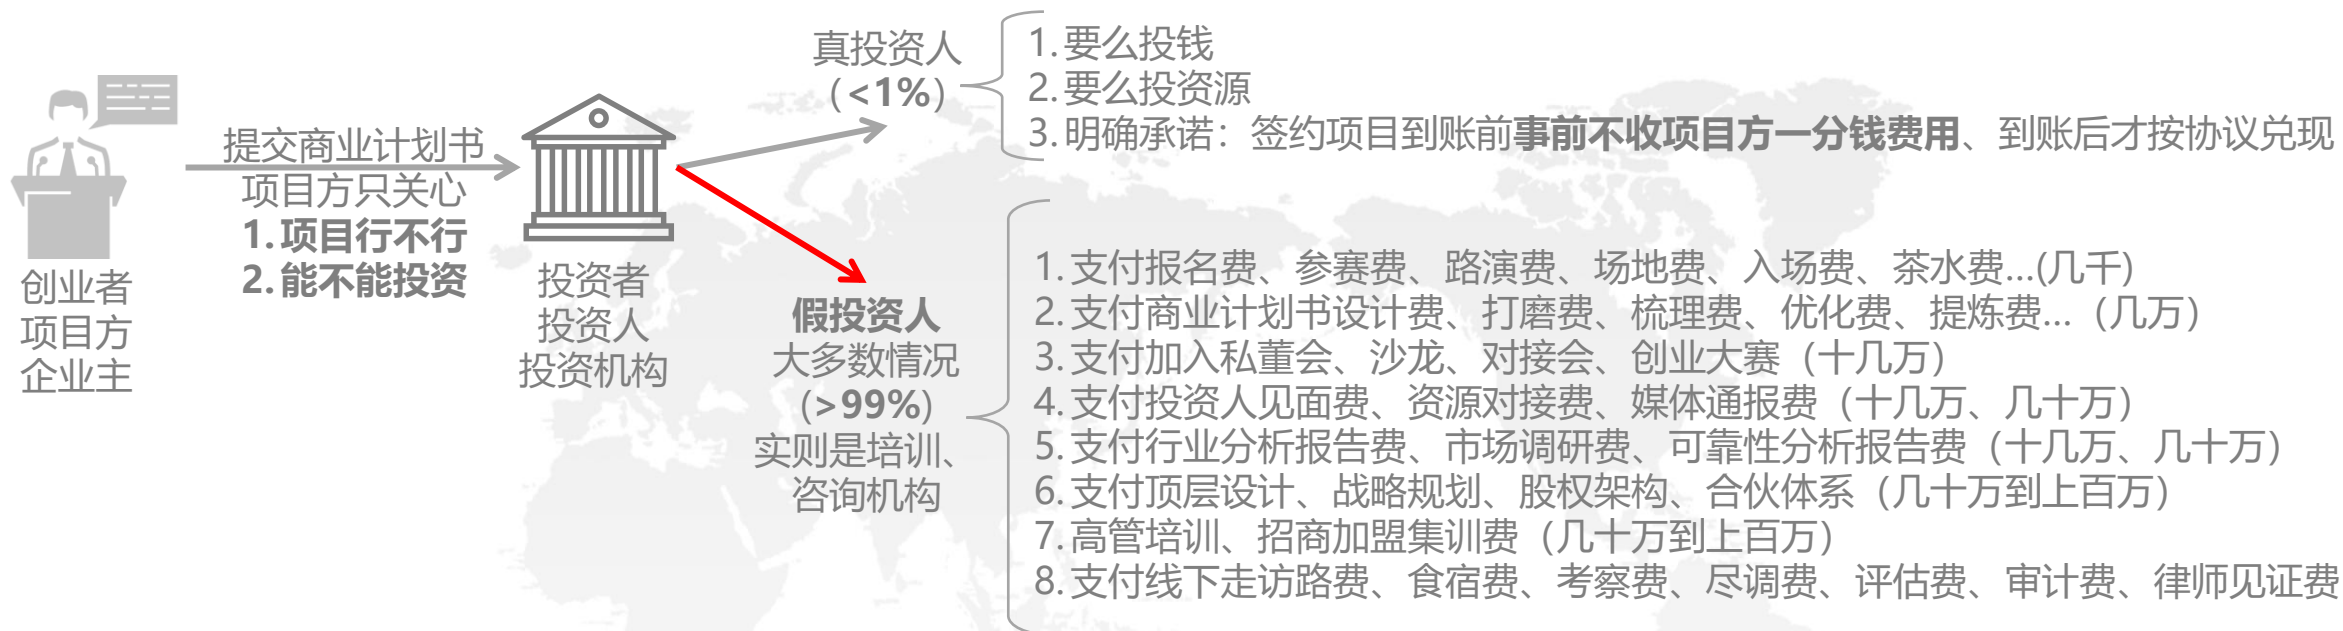 创业者
项目方
企业主
提交商业计划书
项目方只关心
1.项目行不行
2.能不能投资
投资者
投资人
投资机构
真投资人
（<1%）
1.要么投钱
2.要么投资源
3.明确承诺：签约项目到账前事前不收项目方一分钱费用、到账后才按协议兑现
假投资人
大多数情况
(>99%)
实则是培训、
咨询机构
1.支付报名费、参赛费、路演费、场地费、入场费、茶水费...(几千)
2.支付商业计划书设计费、打磨费、梳理费、优化费、提炼费...（几万）
3.支付加入私董会、沙龙、对接会、创业大赛（十几万）
4.支付投资人见面费、资源对接费、媒体通报费（十几万、几十万）
5.支付行业分析报告费、市场调研费、可靠性分析报告费（十几万、几十万）
6.支付顶层设计、战略规划、股权架构、合伙体系（几十万到上百万）
7.高管培训、招商加盟集训费（几十万到上百万）
8.支付线下走访路费、食宿费、考察费、尽调费、评估费、审计费、律师见证费